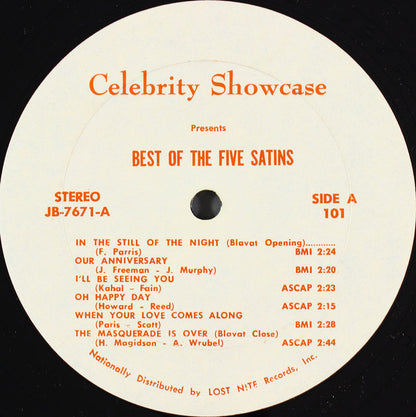 Celebrity Showcase
Presents
BEST OF THE FIVE SATINS
STEREO
JB-7671-A
SIDE A
101
IN THE STILL OF THE NIGHT (Blavat Opening)............
(F. Parris) BMI 2:24
OUR ANNIVERSARY
(J. Freeman - J. Murphy) BMI 2:20
I'LL BE SEEING YOU
(Kahal - Fain) ASCAP 2:23
OH HAPPY DAY
(Howard - Reed) ASCAP 2:15
WHEN YOUR LOVE COMES ALONG
(Paris - Scott) BMI 2:28
THE MASQUERADE IS OVER (Blavat Close)
(H. Magidson - A. Wrubel) ASCAP 2:44
Nationally Distributed by LOST NITE Records, Inc.